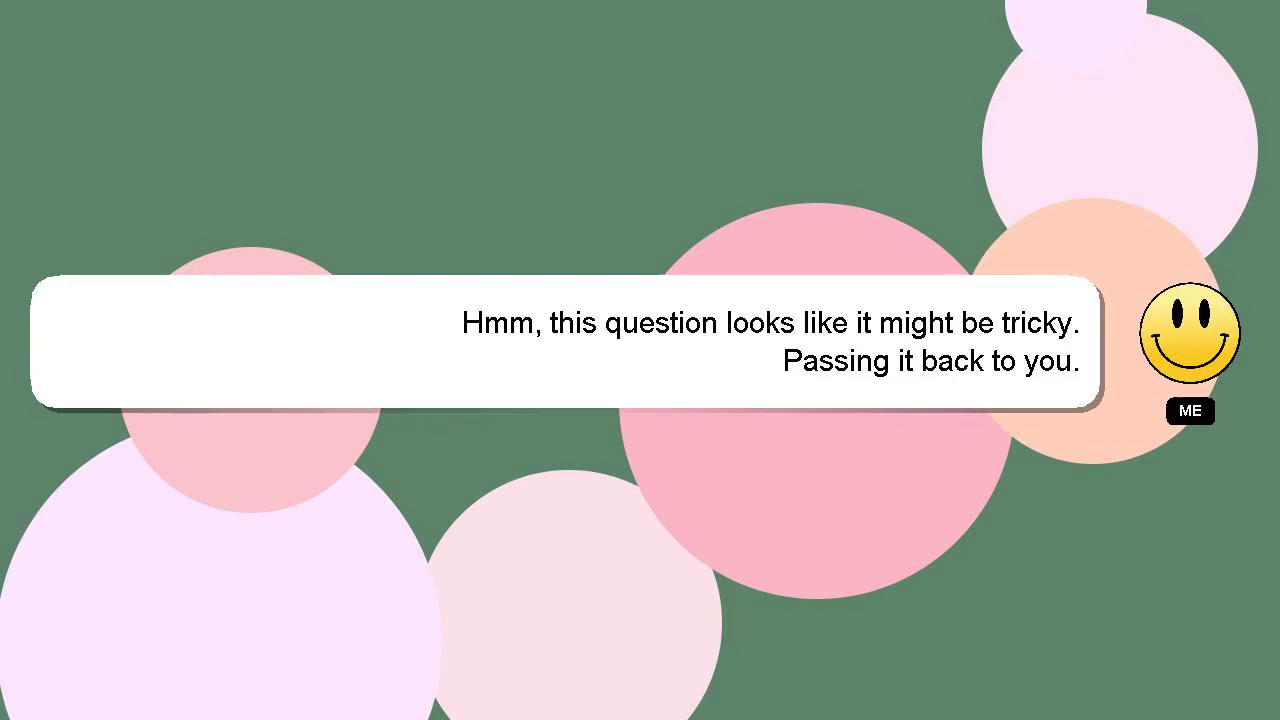 Hmm, this question looks like it might be tricky.
Passing it back to you.
ME